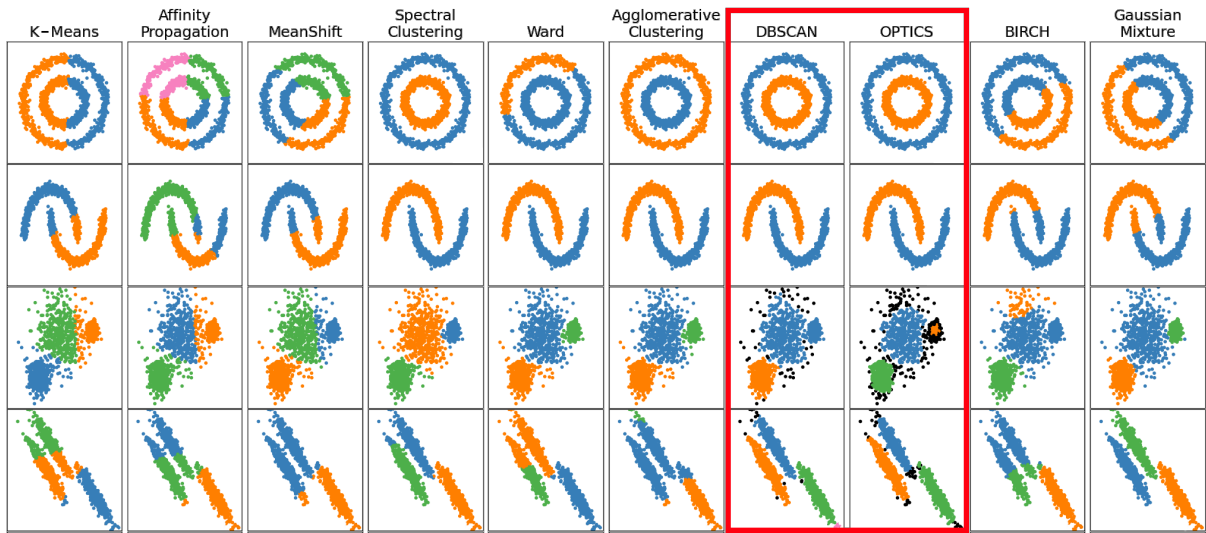 K-Means
Affinity
Propagation
MeanShift
Spectral
Clustering
Ward
Agglomerative
Clustering
DBSCAN
OPTICS
BIRCH
Gaussian
Mixture